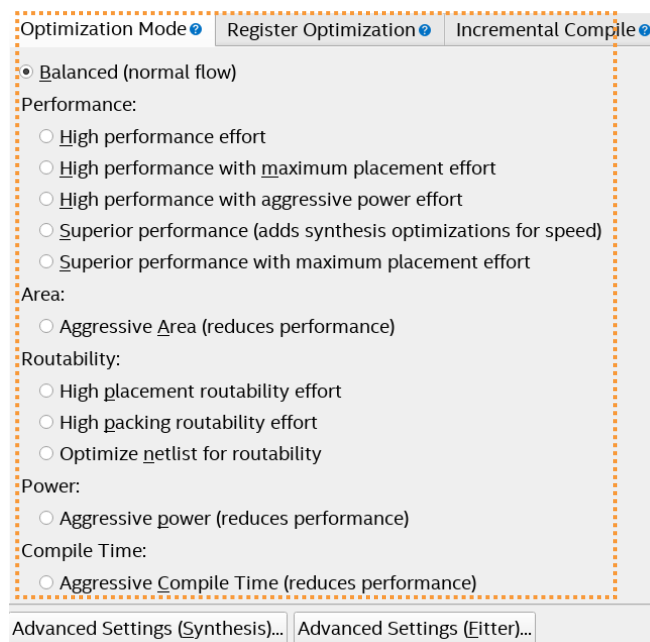 Optimization Mode Register Optimization Incremental Compile
Balanced (normal flow)
Performance:
High performance effort
High performance with maximum placement effort
High performance with aggressive power effort
Superior performance (adds synthesis optimizations for speed)
Superior performance with maximum placement effort
Area:
Aggressive Area (reduces performance)
Routability:
High placement routability effort
High packing routability effort
Optimize netlist for routability
Power:
Aggressive power (reduces performance)
Compile Time:
Aggressive Compile Time (reduces performance)
Advanced Settings (Synthesis)... Advanced Settings (Fitter)...